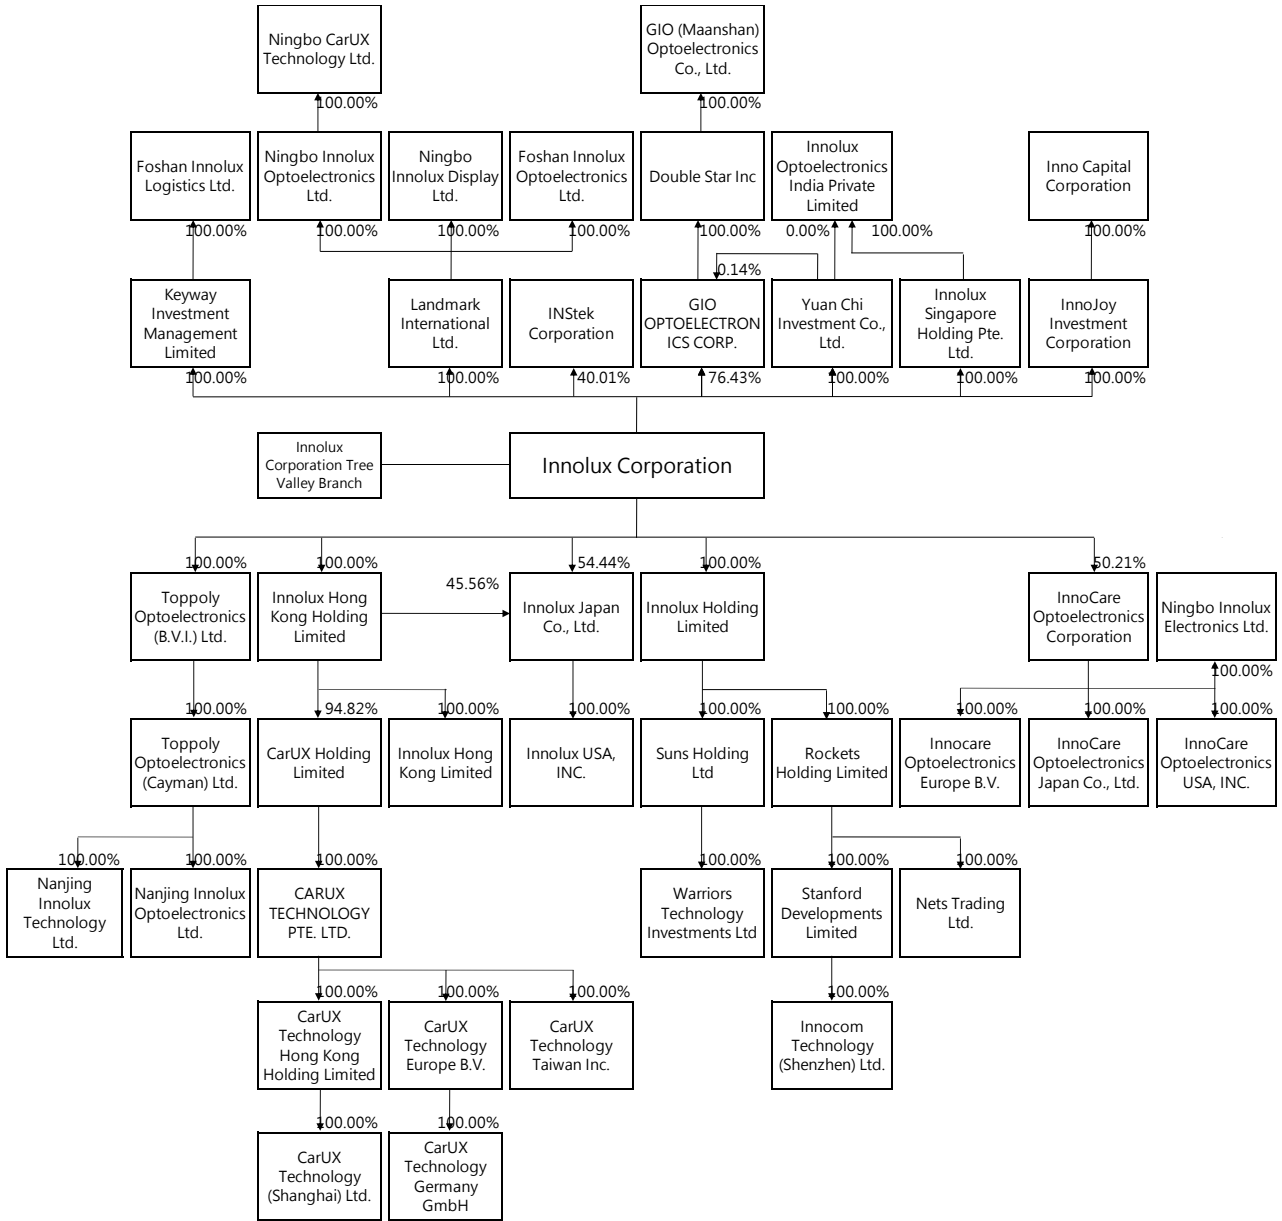 Ningbo CarUX
Technology Ltd.
GIO (Maanshan)
Optoelectronics
Co., Ltd.
100.00%
100.00%
Foshan Innolux
Logistics Ltd.
Ningbo Innolux
Optoelectronics
Ltd.
Ningbo
Innolux Display
Ltd.
Foshan Innolux
Optoelectronics
Ltd.
Double Star Inc
Innolux
Optoelectronics
India Private
Limited
Inno Capital
Corporation
100.00%
100.00%
100.00%
100.00%
100.00%
0.00%
100.00%
100.00%
0.14%
Keyway
Investment
Management
Limited
Landmark
International
Ltd.
INStek
Corporation
GIO
OPTOELECTRON
ICS CORP.
Yuan Chi
Investment Co.,
Ltd.
Innolux
Singapore
Holding Pte.
Ltd.
InnoJoy
Investment
Corporation
100.00%
100.00%
40.01%
76.43%
100.00%
100.00%
100.00%
Innolux
Corporation Tree
Valley Branch
Innolux Corporation
100.00%
100.00%
54.44%
100.00%
50.21%
45.56%
Toppoly
Optoelectronics
(B.V.I.) Ltd.
Innolux Hong
Kong Holding
Limited
Innolux Japan
Co., Ltd.
Innolux Holding
Limited
InnoCare
Optoelectronics
Corporation
Ningbo Innolux
Electronics Ltd.
100.00%
100.00%
94.82%
100.00%
100.00%
100.00%
100.00%
100.00%
100.00%
100.00%
Toppoly
Optoelectronics
(Cayman) Ltd.
CarUX Holding
Limited
Innolux Hong
Kong Limited
Innolux USA,
INC.
Suns Holding
Ltd
Rockets
Holding Limited
Innocare
Optoelectronics
Europe B.V.
InnoCare
Optoelectronics
Japan Co., Ltd.
InnoCare
Optoelectronics
USA, INC.
100.00%
100.00%
100.00%
100.00%
100.00%
100.00%
Nanjing
Innolux
Technology
Ltd.
Nanjing Innolux
Optoelectronics
Ltd.
CARUX
TECHNOLOGY
PTE. LTD.
Warriors
Technology
Investments Ltd
Stanford
Developments
Limited
Nets Trading
Ltd.
100.00%
100.00%
100.00%
100.00%
CarUX
Technology
Hong Kong
Holding Limited
CarUX
Technology
Europe B.V.
CarUX
Technology
Taiwan Inc.
Innocom
Technology
(Shenzhen) Ltd.
100.00%
100.00%
CarUX
Technology
(Shanghai) Ltd.
CarUX
Technology
Germany
GmbH